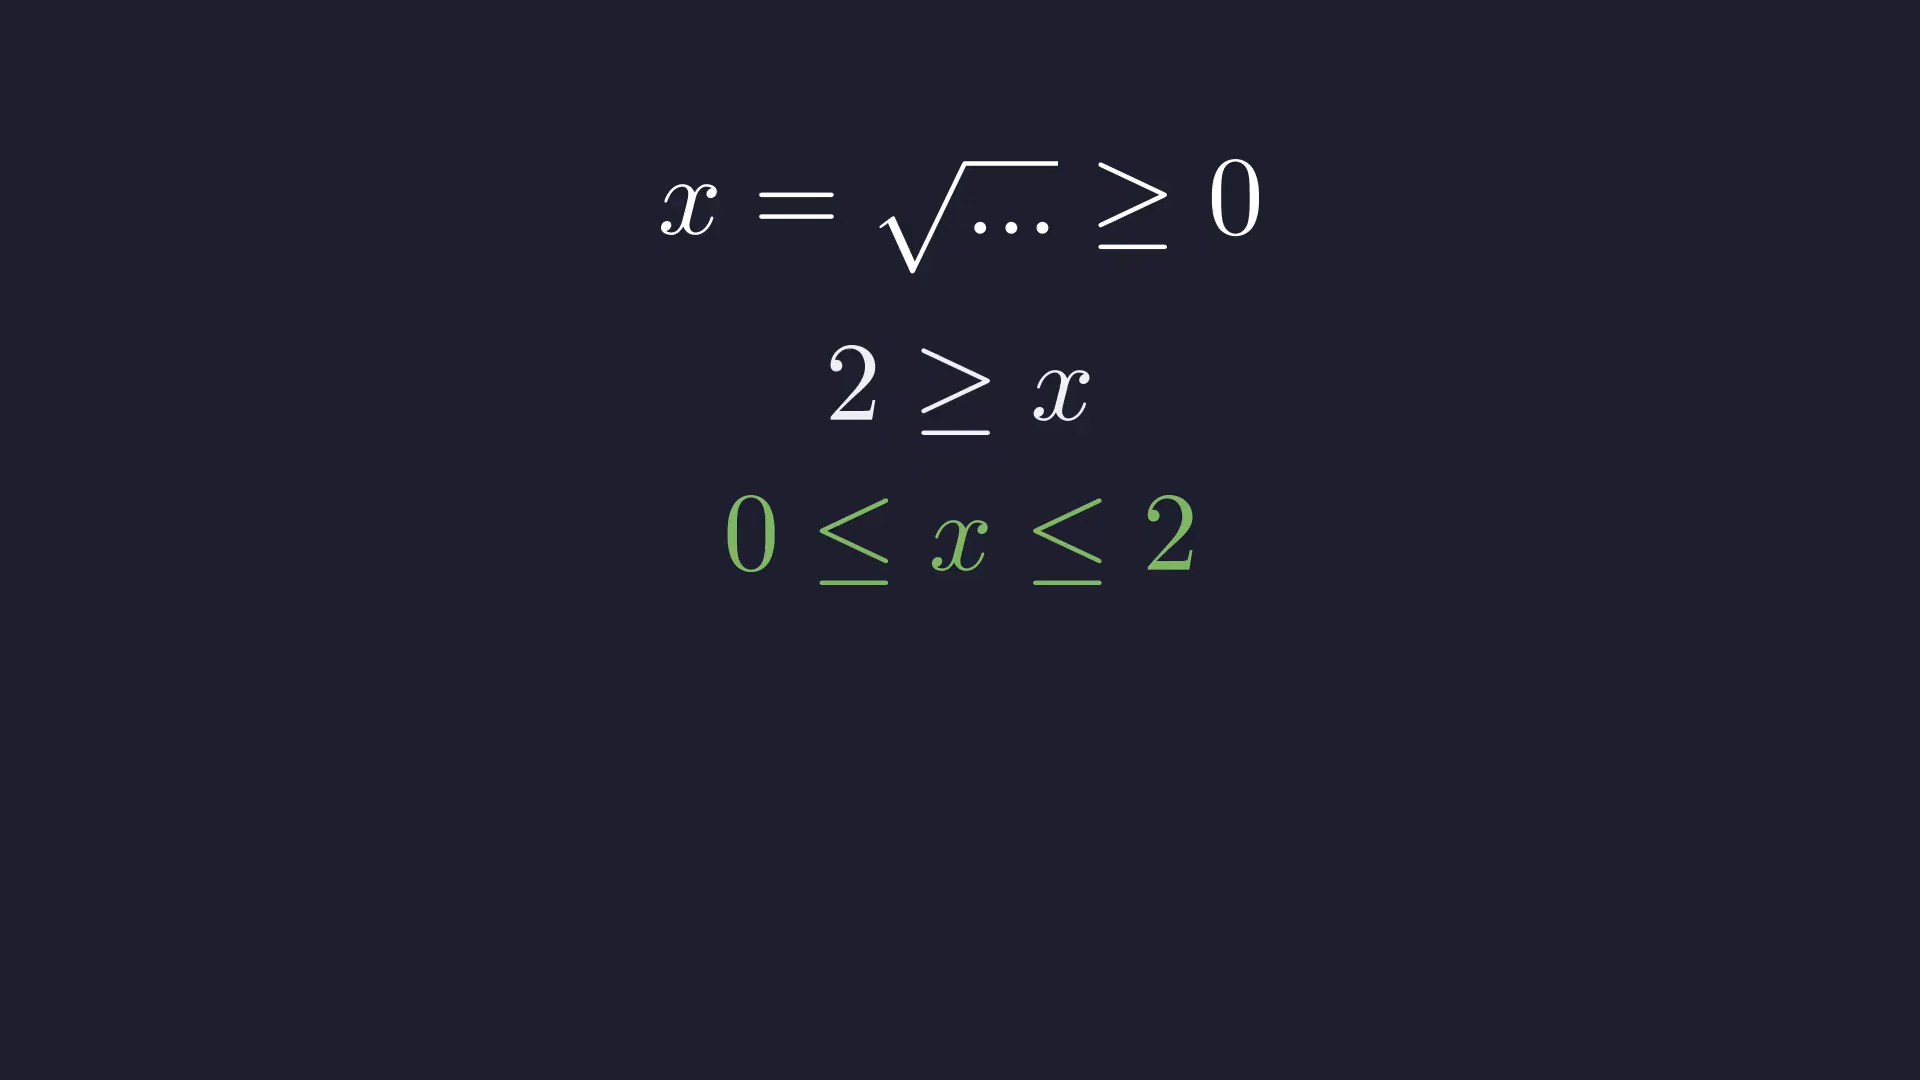 x = √... ≥ 0
2 ≥ x
0 ≤ x ≤ 2